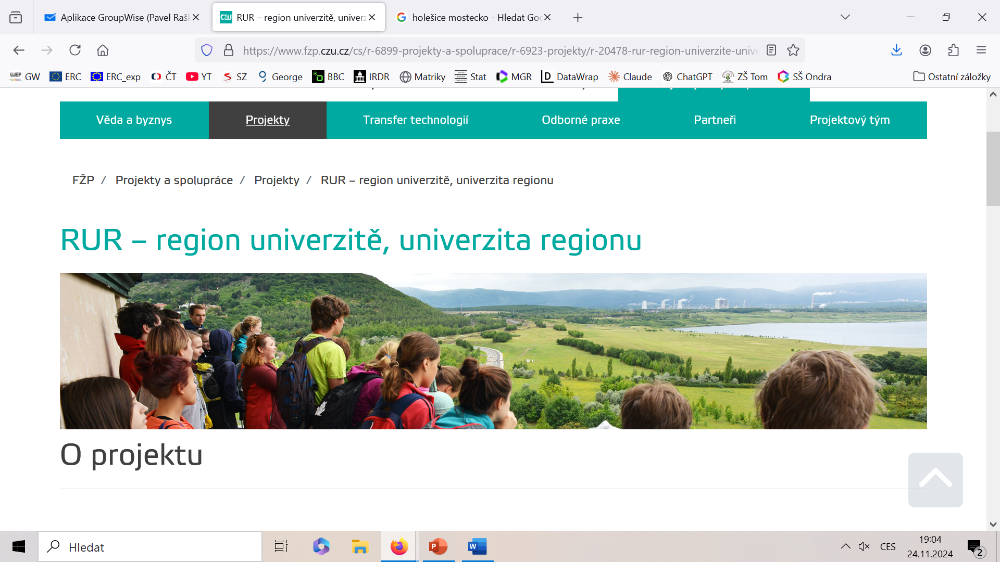 Aplikace GroupWise (Pavel Rašk
RUR – region univerzitě, univerz
holešice mostecko - Hledat Goo
https://www.fzp.czu.cz/cs/r-6899-projekty-a-spoluprace/r-6923-projekty/r-20478-rur-region-univerzite-unive
GW ERC ERC_exp ČT YT SZ George BBC IRDR Matriky Stat MGR DataWrap Claude ChatGPT ZŠ Tom SŠ Ondra Ostatní záložky
Věda a byznys Projekty Transfer technologií Odborné praxe Partneři Projektový tým
FŽP / Projekty a spolupráce / Projekty / RUR – region univerzitě, univerzita regionu
RUR – region univerzitě, univerzita regionu
O projektu
Hledat
CES
19:04
24.11.2024
2